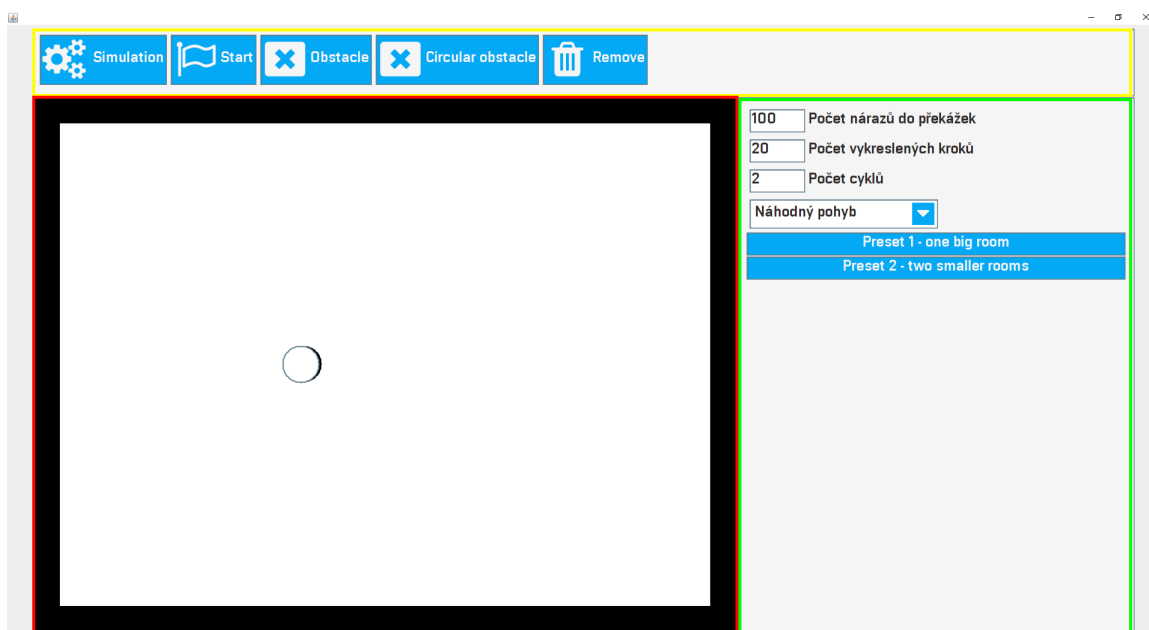 Simulation
Start
Obstacle
Circular obstacle
Remove
100 Počet nárazů do překážek
20 Počet vykreslených kroků
2 Počet cyklů
Náhodný pohyb
Preset 1 - one big room
Preset 2 - two smaller rooms